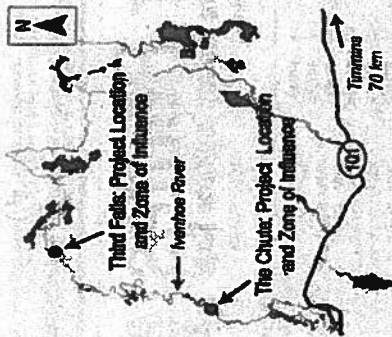 N
Third Falls: Project Location
and Zone of Influence
Ivanhoe River
The Chute: Project Location
and Zone of Influence
101
Timmins
70 km